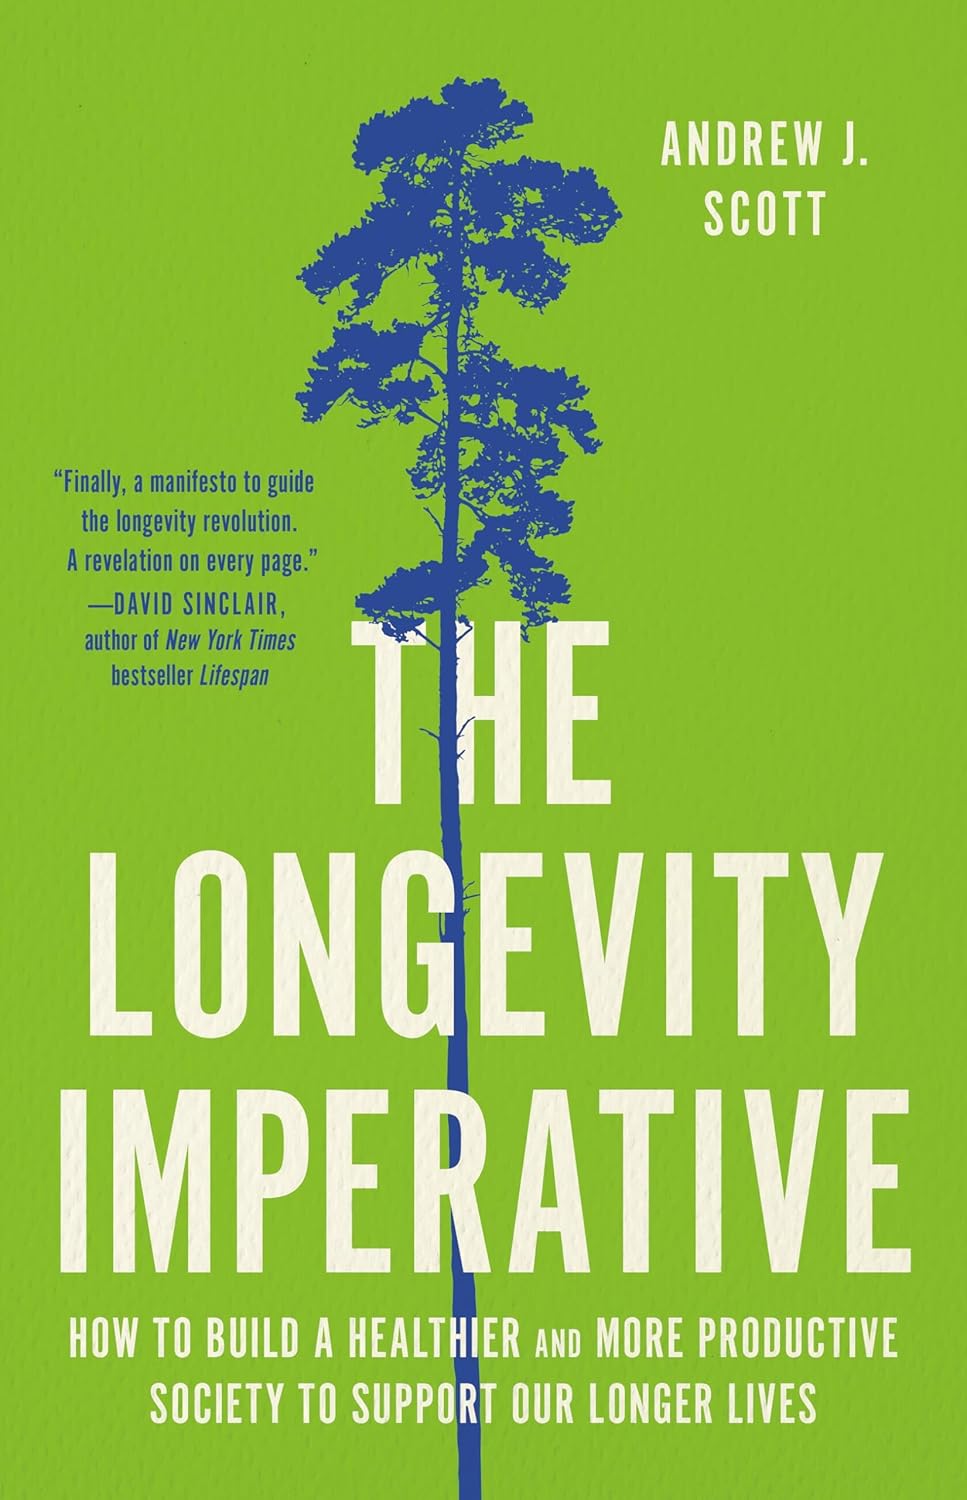 ANDREW J.
SCOTT
“Finally, a manifesto to guide
the longevity revolution.
A revelation on every page.”
—DAVID SINCLAIR,
author of New York Times
bestseller Lifespan
THE
LONGEVITY
IMPERATIVE
HOW TO BUILD A HEALTHIER AND MORE PRODUCTIVE
SOCIETY TO SUPPORT OUR LONGER LIVES